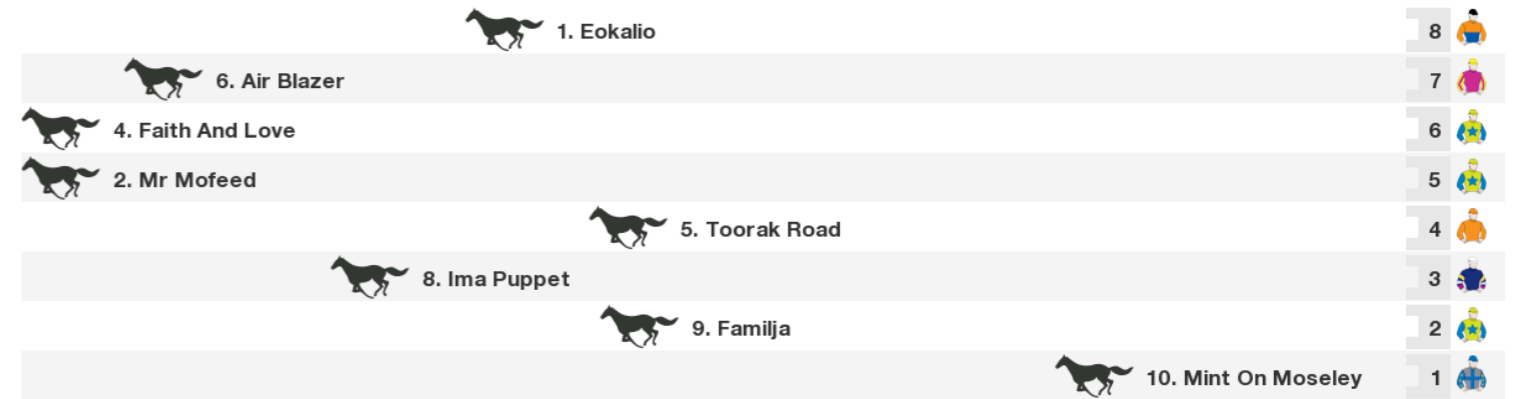 1. Eokalio 8
6. Air Blazer 7
4. Faith And Love 6
2. Mr Mofeed 5
5. Toorak Road 4
8. Ima Puppet 3
9. Familja 2
10. Mint On Moseley 1